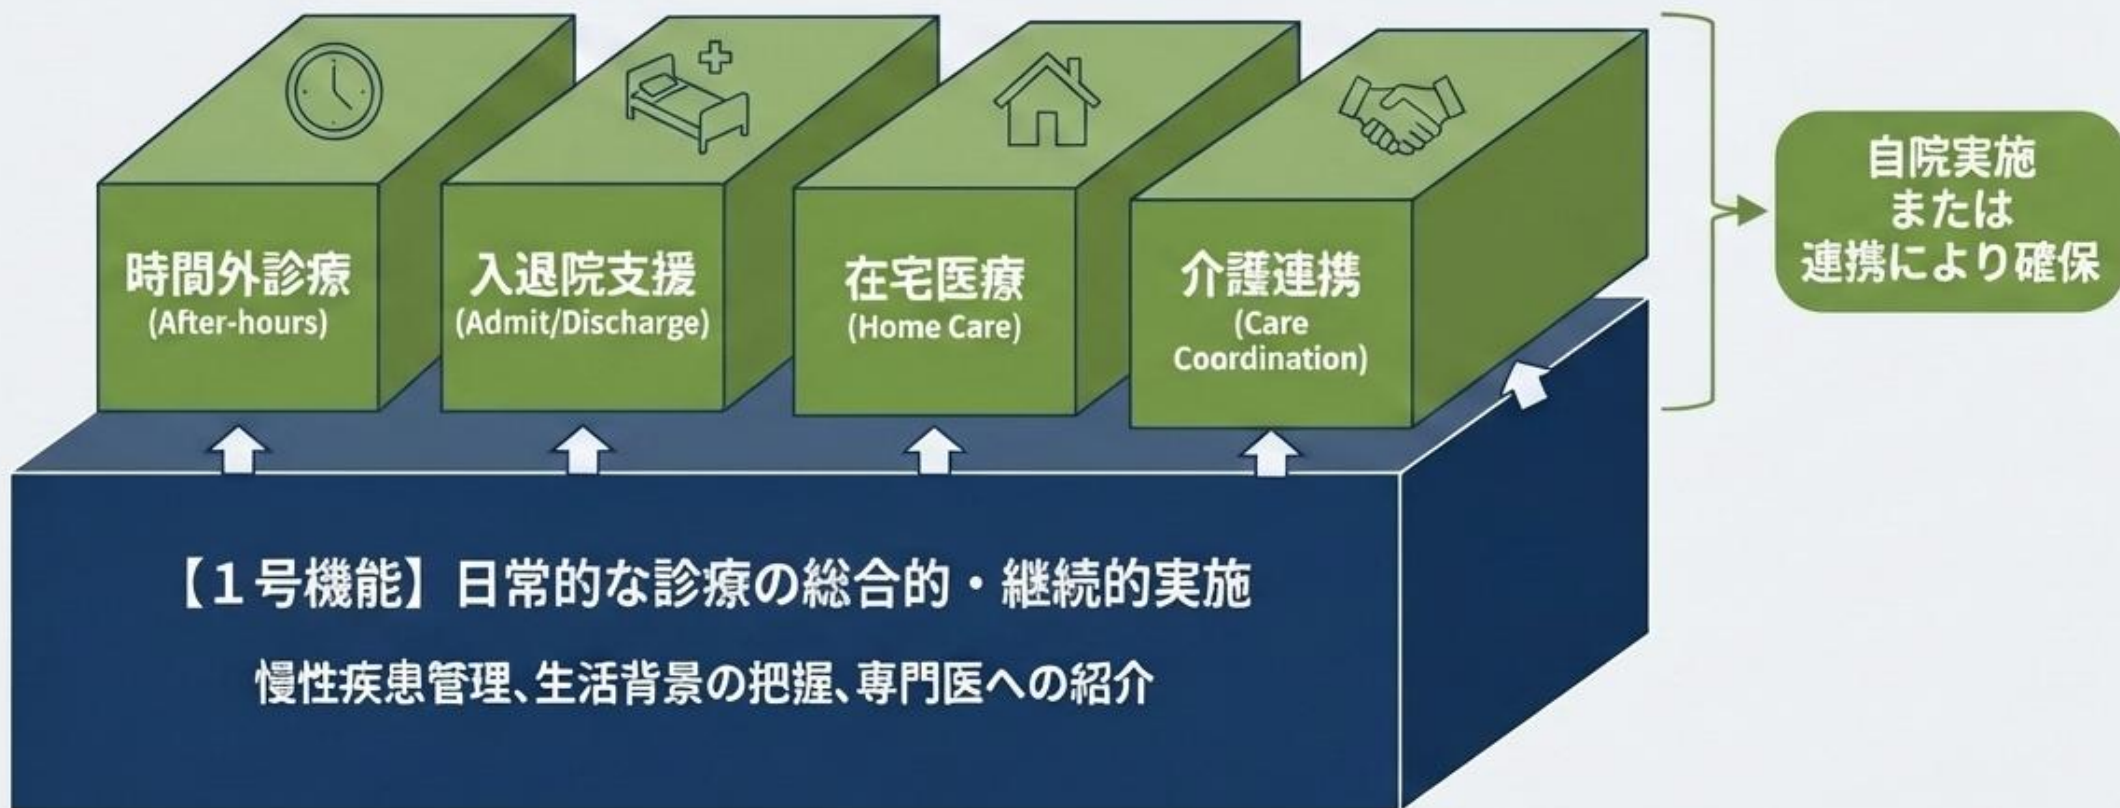 時間外診療
(After-hours)
入退院支援
(Admit/Discharge)
在宅医療
(Home Care)
介護連携
(Care
Coordination)
自院実施
または
連携により確保
【１号機能】日常的な診療の総合的・継続的実施
慢性疾患管理、生活背景の把握、専門医への紹介